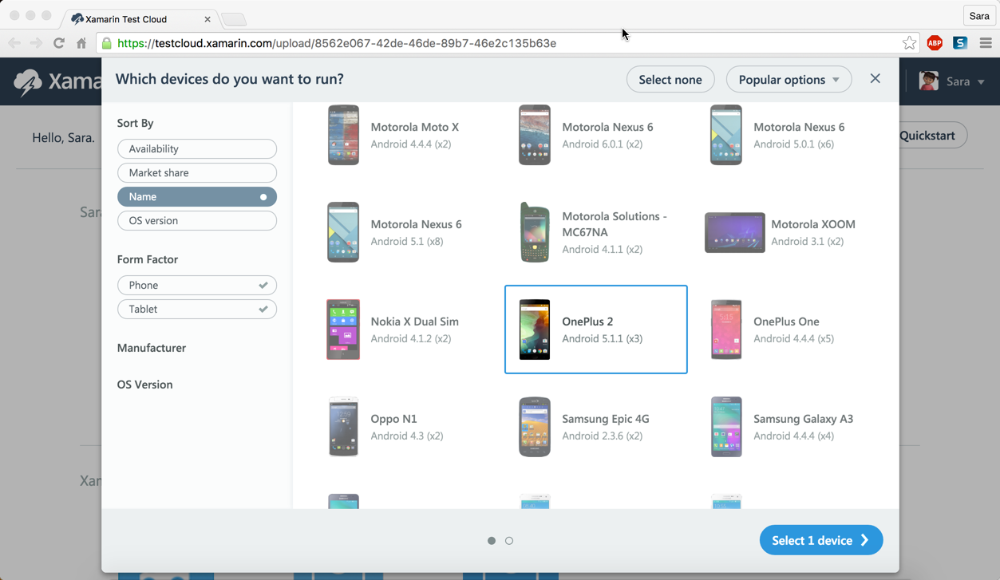 Xamarin Test Cloud
Sara
https://testcloud.xamarin.com/upload/8562e067-42de-46de-89b7-46e2c135b63e
ABP
S
Xama
Which devices do you want to run?
Select none
Popular options
Sara
Hello, Sara.
Quickstart
Sort By
Availability
Market share
Name
OS version
Form Factor
Phone
Tablet
Manufacturer
OS Version
Motorola Moto X
Android 4.4.4 (x2)
Motorola Nexus 6
Android 6.0.1 (x2)
Motorola Nexus 6
Android 5.0.1 (x6)
Motorola Nexus 6
Android 5.1 (x8)
Motorola Solutions -
MC67NA
Android 4.1.1 (x2)
Motorola XOOM
Android 3.1 (x2)
Nokia X Dual Sim
Android 4.1.2 (x2)
OnePlus 2
Android 5.1.1 (x3)
OnePlus One
Android 4.4.4 (x5)
Oppo N1
Android 4.3 (x2)
Samsung Epic 4G
Android 2.3.6 (x2)
Samsung Galaxy A3
Android 4.4.4 (x4)
Sara
Xan
Select 1 device